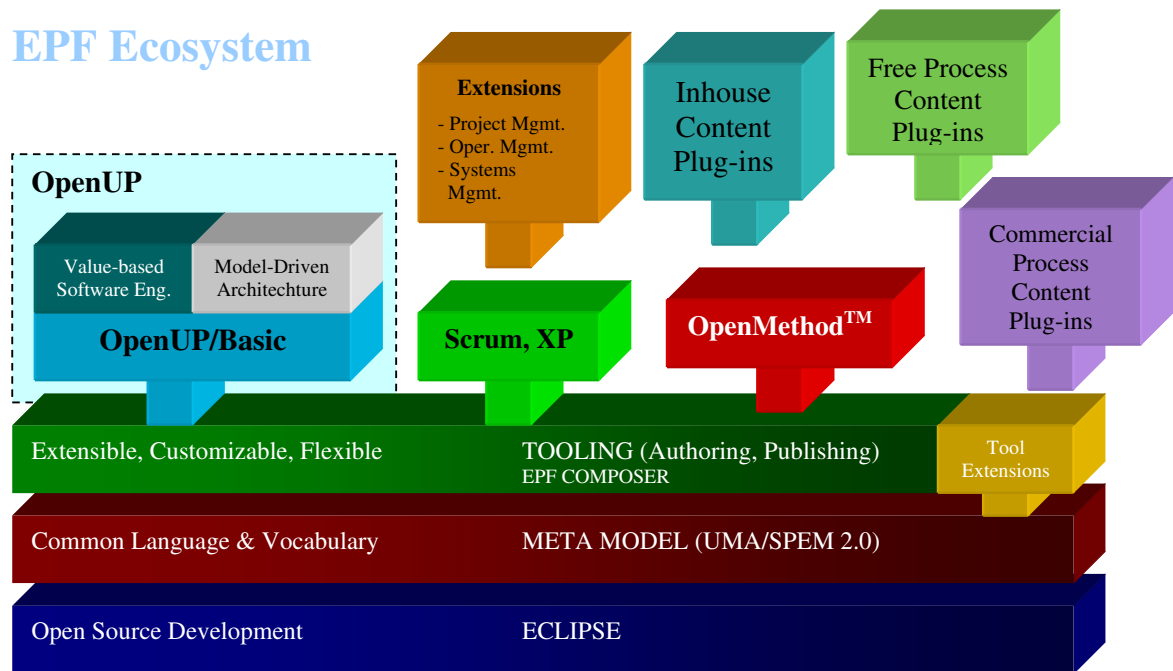 EPF Ecosystem
Extensions
- Project Mgmt.
- Oper. Mgmt.
- Systems
Mgmt.
Inhouse
Content
Plug-ins
Free Process
Content
Plug-ins
OpenUP
Value-based
Software Eng.
Model-Driven
Architechture
OpenUP/Basic
Scrum, XP
OpenMethod™
Commercial
Process
Content
Plug-ins
Extensible, Customizable, Flexible
TOOLING (Authoring, Publishing)
EPF COMPOSER
Tool
Extensions
Common Language & Vocabulary
META MODEL (UMA/SPEM 2.0)
Open Source Development
ECLIPSE